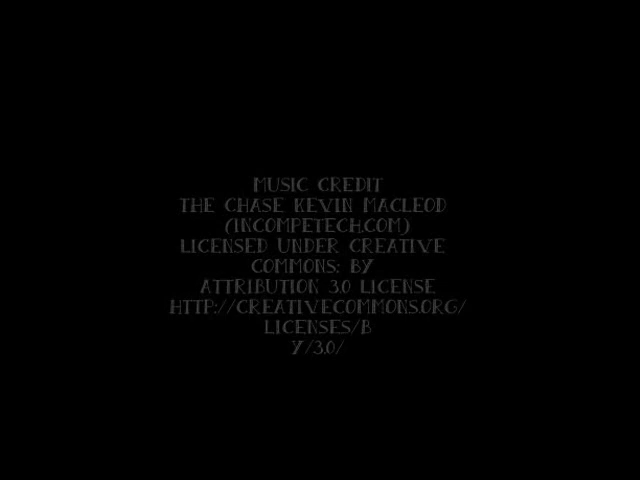 MUSIC CREDIT
THE CHASE KEVIN MACLEOD
(INCOMPETECH.COM)
LICENSED UNDER CREATIVE
COMMONS: BY
ATTRIBUTION 3.0 LICENSE
HTTP://CREATIVECOMMONS.ORG/
LICENSES/B
Y/3.0/